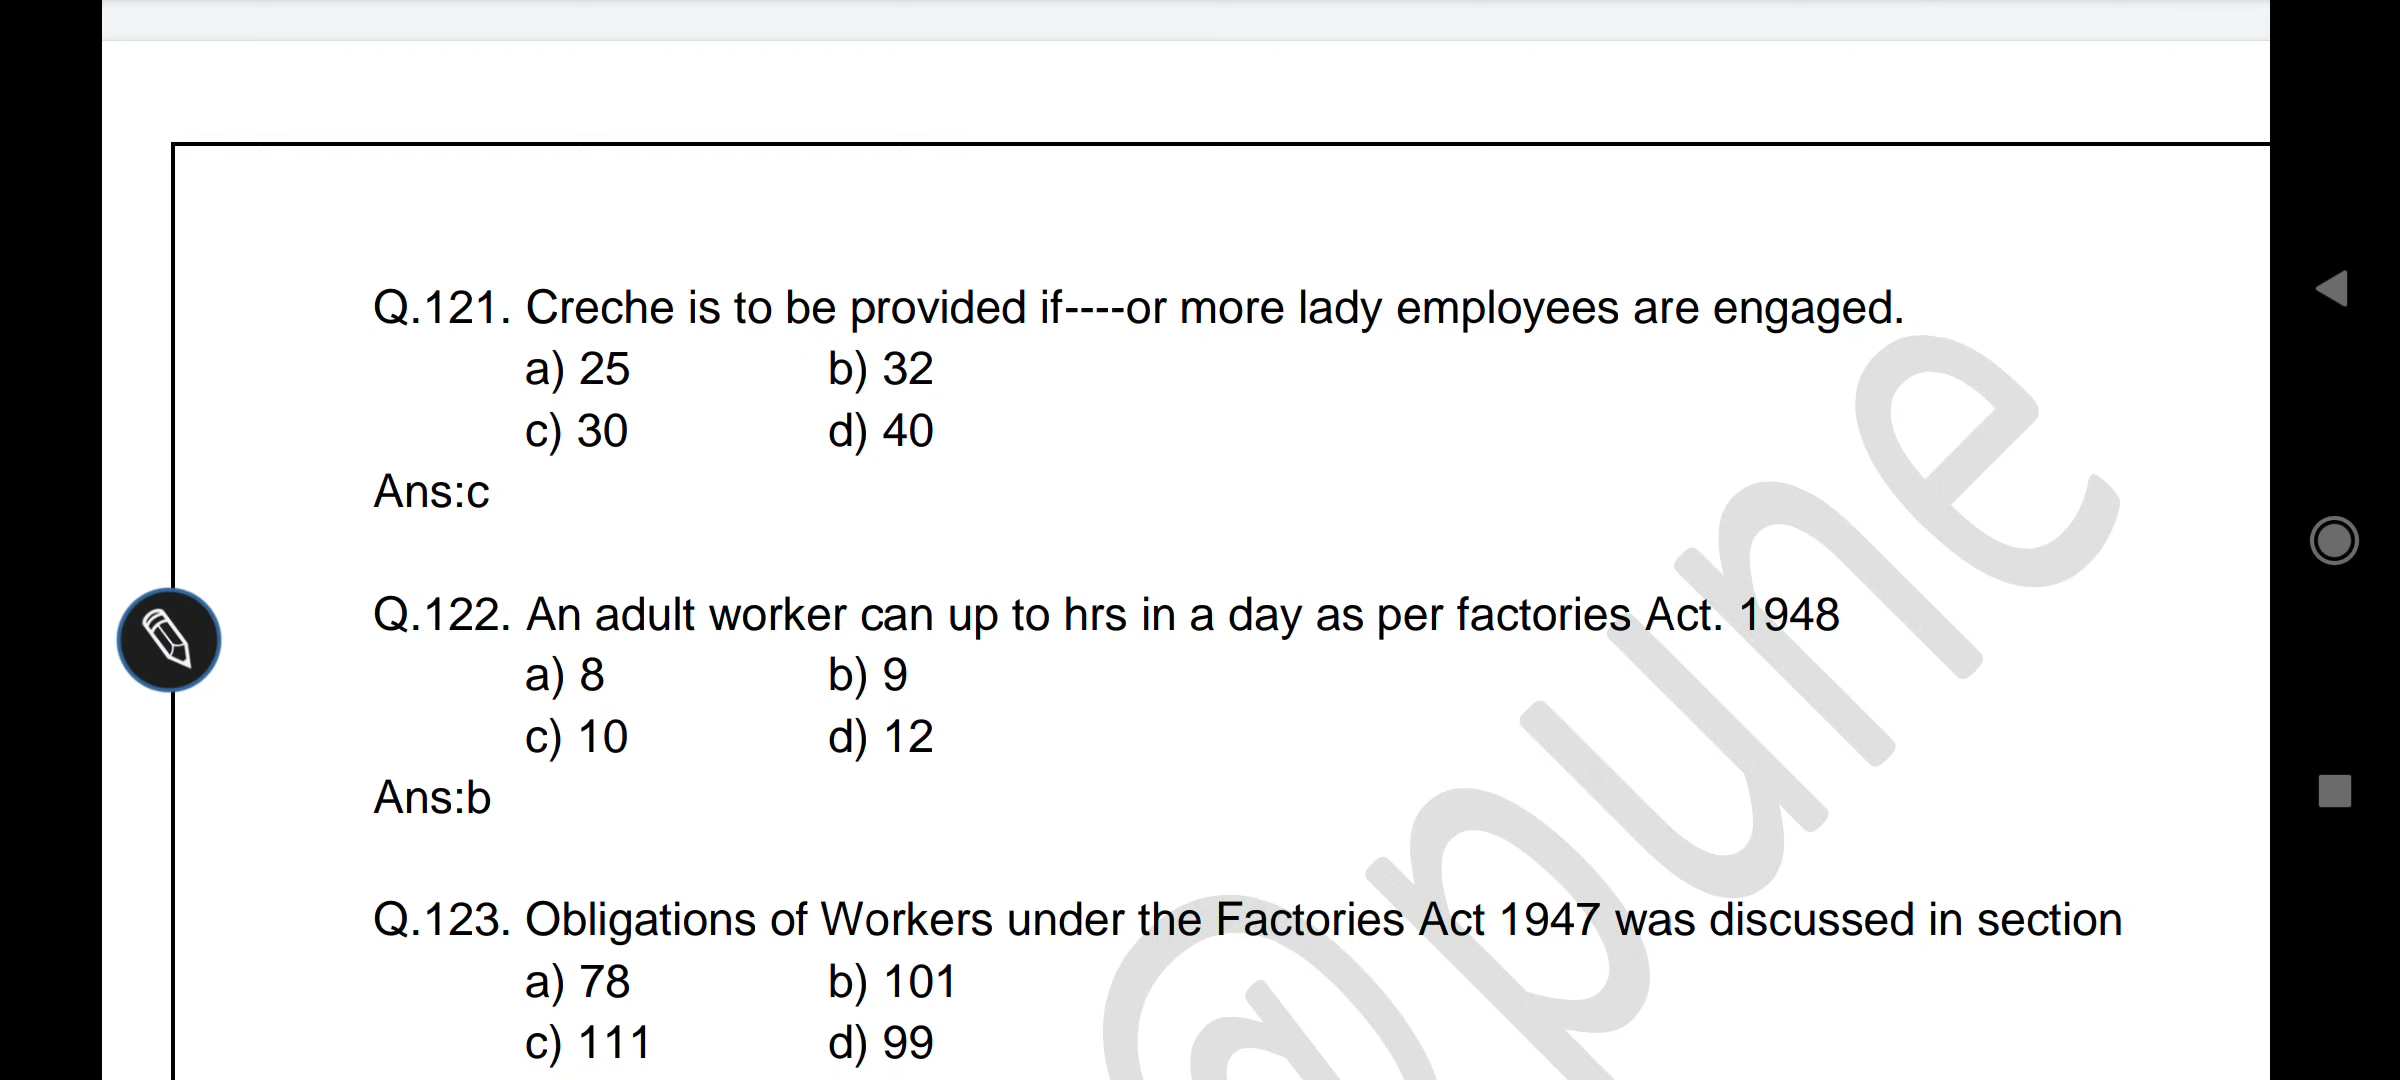 Q.121. Creche is to be provided if----or more lady employees are engaged.
a) 25 b) 32
c) 30 d) 40
Ans:c
Q.122. An adult worker can up to hrs in a day as per factories Act. 1948
a) 8 b) 9
c) 10 d) 12
Ans:b
Q.123. Obligations of Workers under the Factories Act 1947 was discussed in section
a) 78 b) 101
c) 111 d) 99
@pune